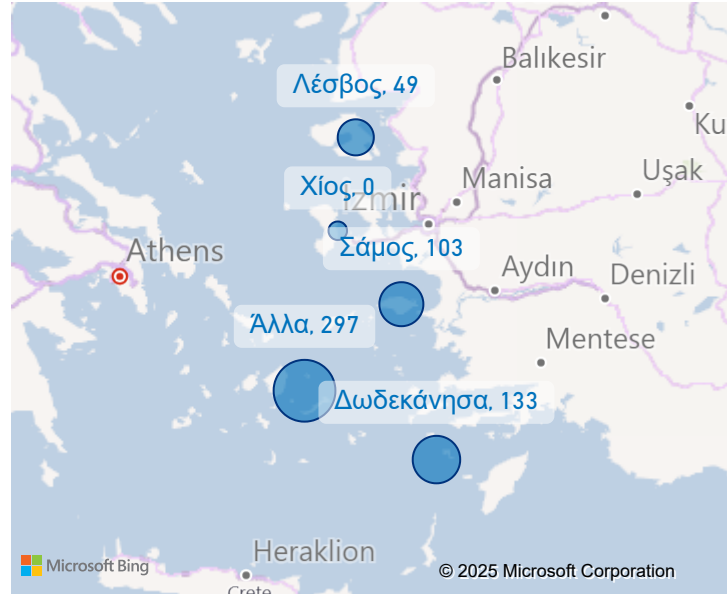 Balıkesir
Λέσβος, 49
Ku
Uşak
Manisa
Χίος, 0
İzmir
Σάμος, 103
Athens
Aydın
Denizli
Άλλα, 297
Mentese
Δωδεκάνησα, 133
Heraklion
Microsoft Bing
© 2025 Microsoft Corporation
Crete